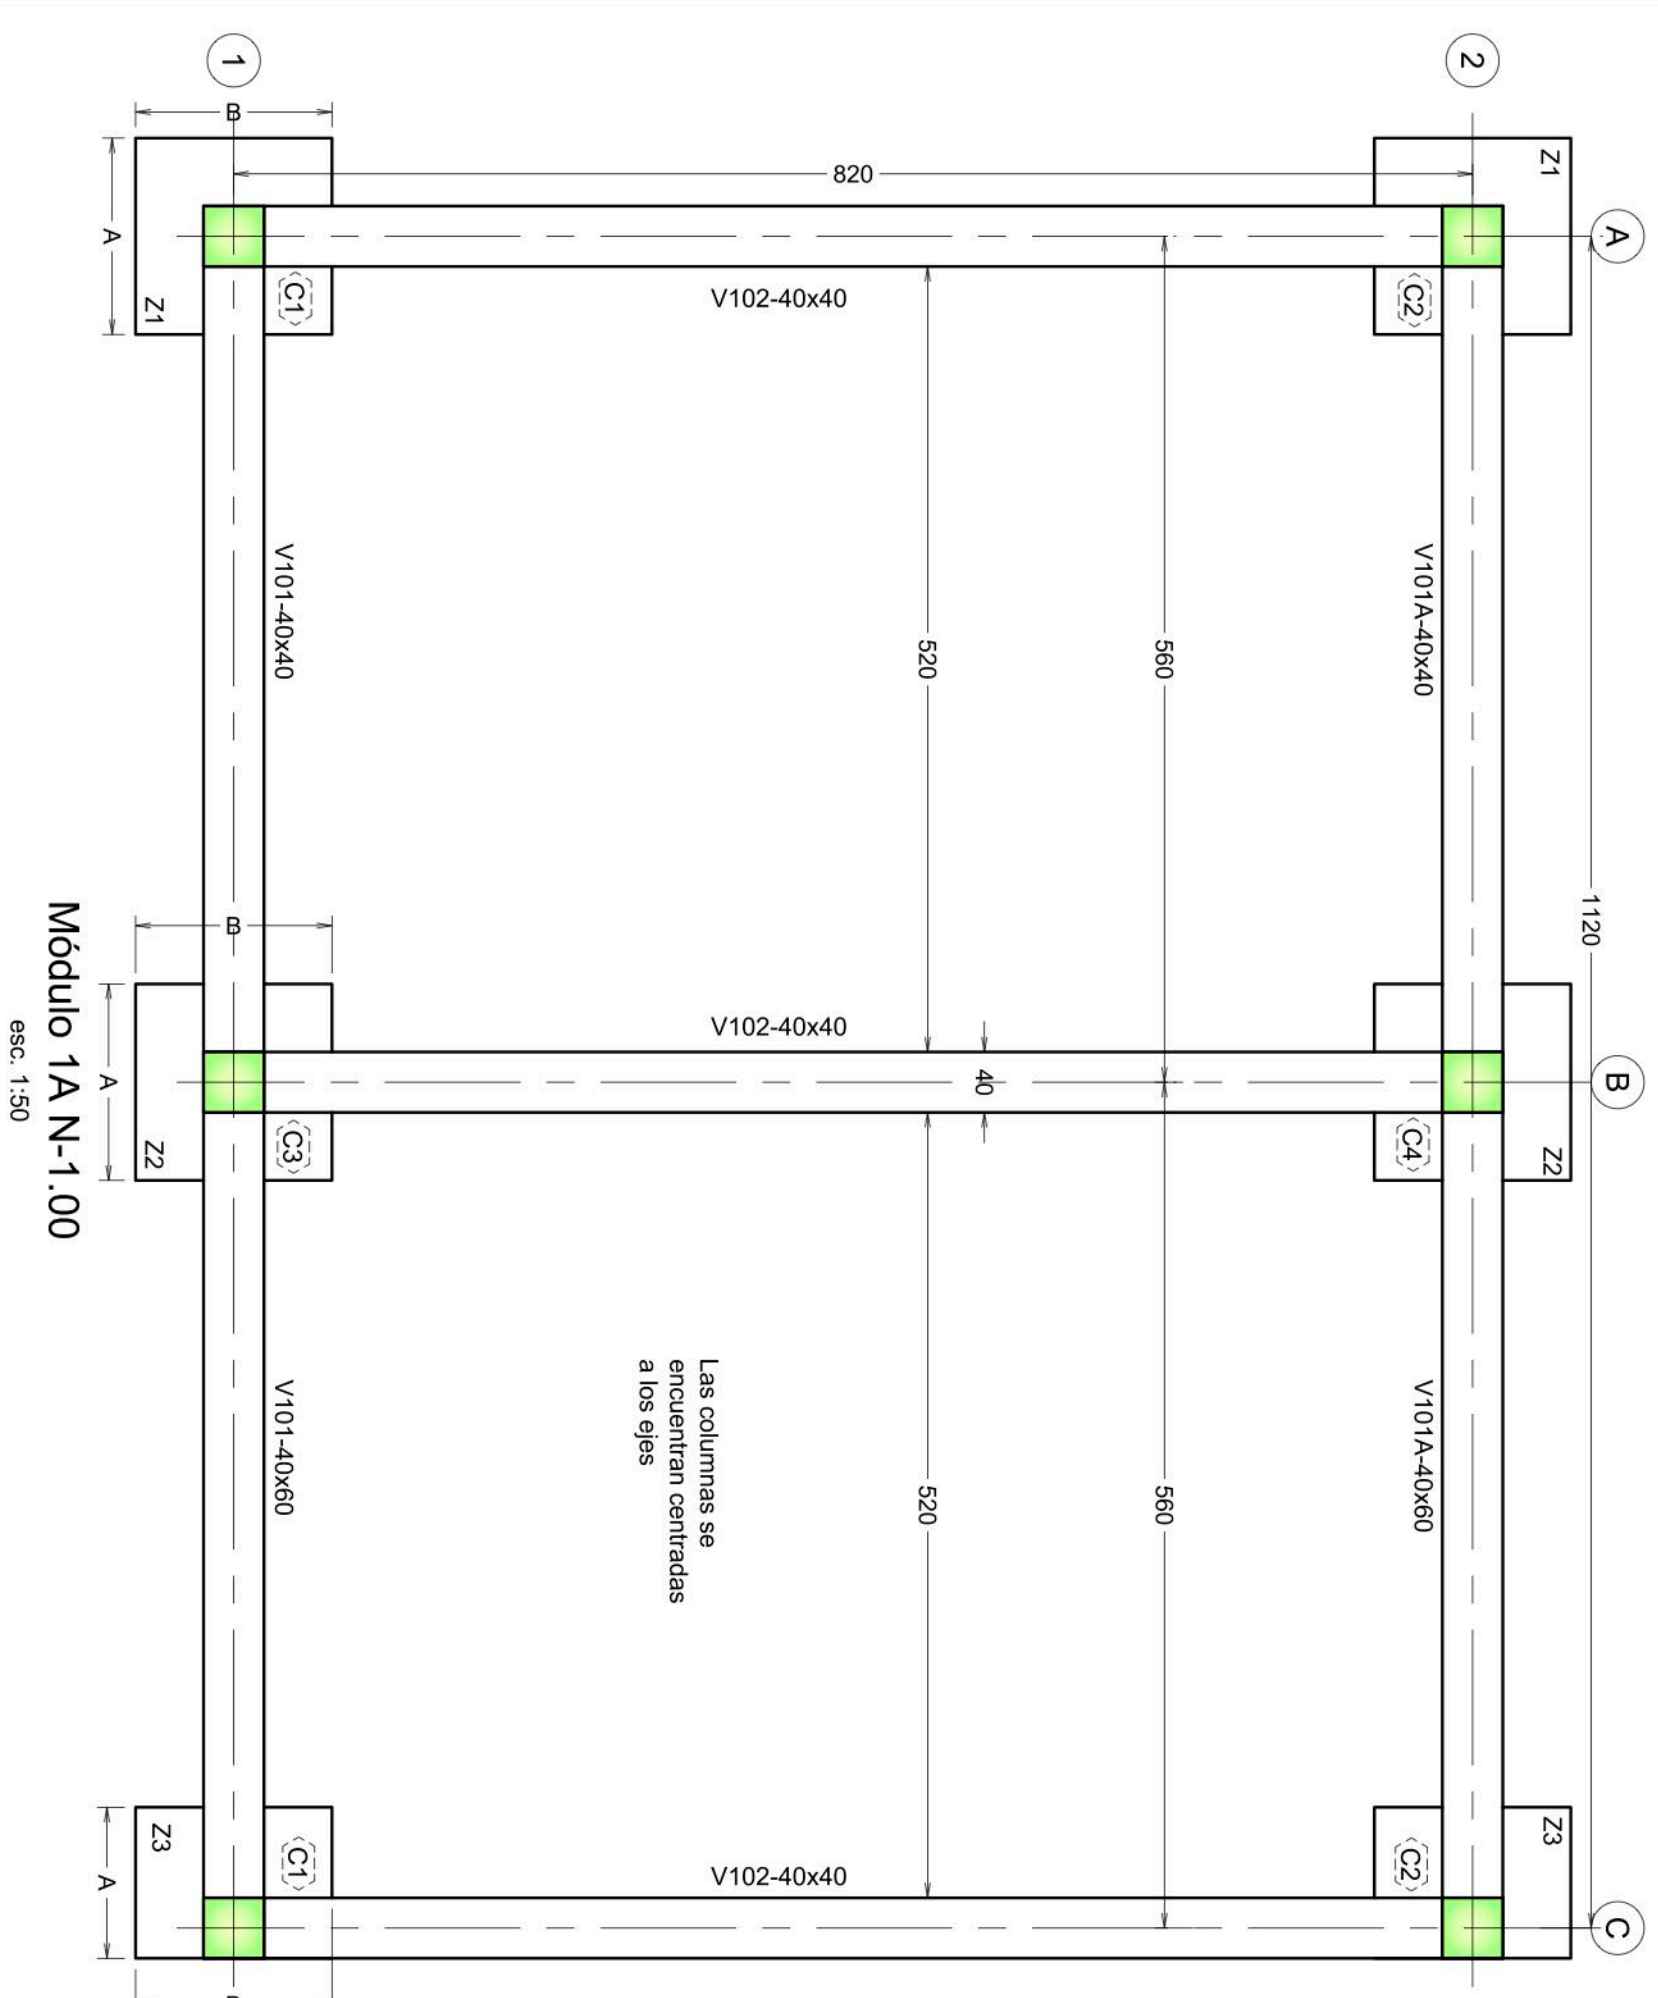 1
2
B
Z1
820
A
A
C1
Z1
V102-40x40
C2
V101-40x40
V101A-40x40
520
560
1120
B
V102-40x40
40
B
A
Z2
C3
C4
Z2
Módulo 1A N-1.00
esc. 1:50
Las columnas se
encuentran centradas
a los ejes
V101-40x60
V101A-40x60
520
560
Z3
C1
V102-40x40
C2
Z3
A
C